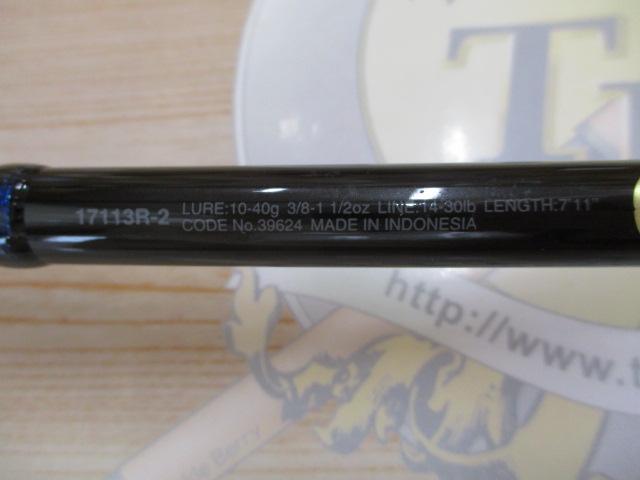 17113R-2 LURE:10-40g 3/8-1 1/2oz LINE:14-30lb LENGTH:7'11"
CODE No.39624 MADE IN INDONESIA
T
http://www.t
Berry